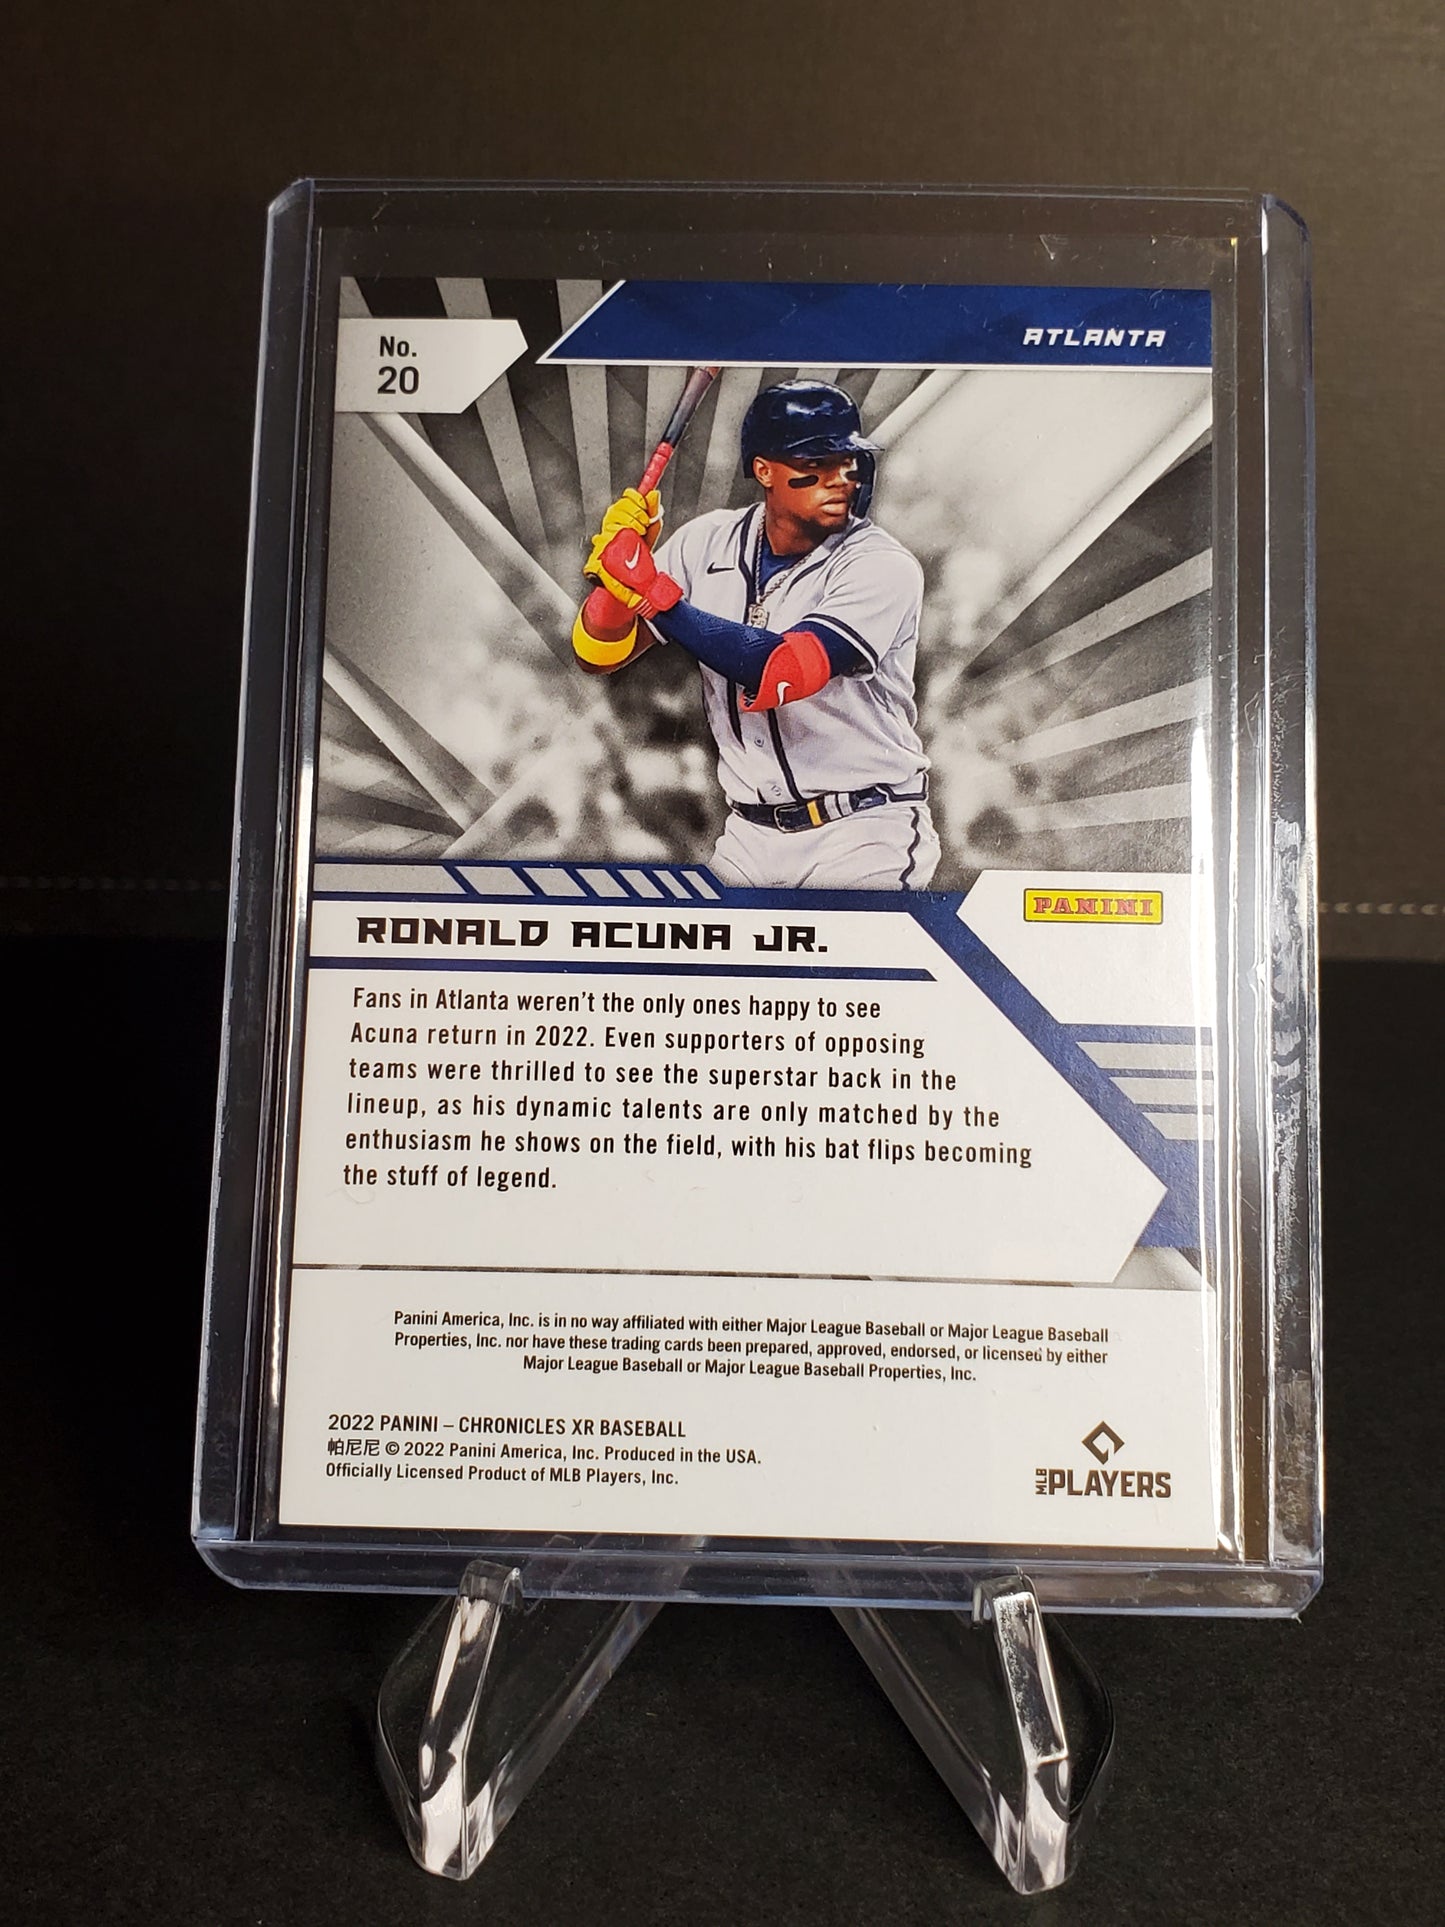 No.
20
ATLANTA
PANINI
RONALD ACUNA JR.
Fans in Atlanta weren't the only ones happy to see
Acuna return in 2022. Even supporters of opposing
teams were thrilled to see the superstar back in the
lineup, as his dynamic talents are only matched by the
enthusiasm he shows on the field, with his bat flips becoming
the stuff of legend.
Panini America, Inc. is in no way affiliated with either Major League Baseball or Major League Baseball
Properties, Inc. nor have these trading cards been prepared, approved, endorsed, or licensed by either
Major League Baseball or Major League Baseball Properties, Inc.
2022 PANINI – CHRONICLES XR BASEBALL
帕尼尼 © 2022 Panini America, Inc. Produced in the USA.
Officially Licensed Product of MLB Players, Inc.
MLB PLAYERS